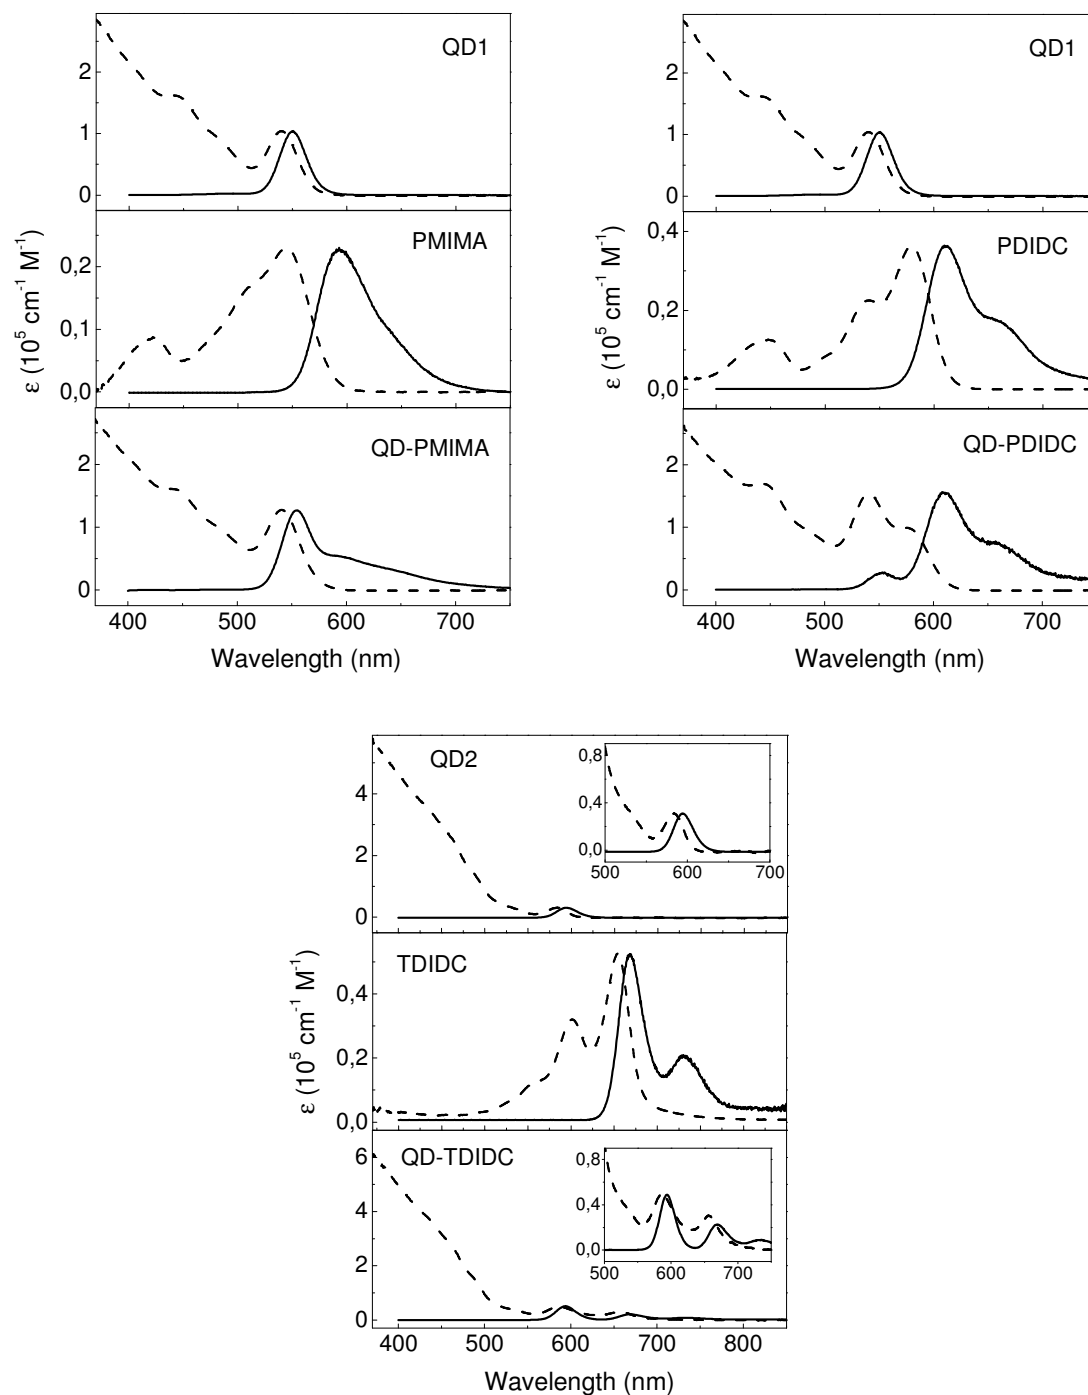 QD1
2
1
0
PMIMA
0,2
0,1
0,0
ε (10⁵ cm⁻¹ M⁻¹)
QD-PMIMA
2
1
0
400 500 600 700
Wavelength (nm)
QD1
2
1
0
PDIDC
0,4
0,2
0,0
ε (10⁵ cm⁻¹ M⁻¹)
QD-PDIDC
2
1
0
400 500 600 700
Wavelength (nm)
QD2
4
2
0
0,8
0,4
0,0
500 600 700
TDIDC
0,4
0,2
0,0
ε (10⁵ cm⁻¹ M⁻¹)
QD-TDIDC
6
4
2
0
0,8
0,4
0,0
500 600 700
400 500 600 700 800
Wavelength (nm)